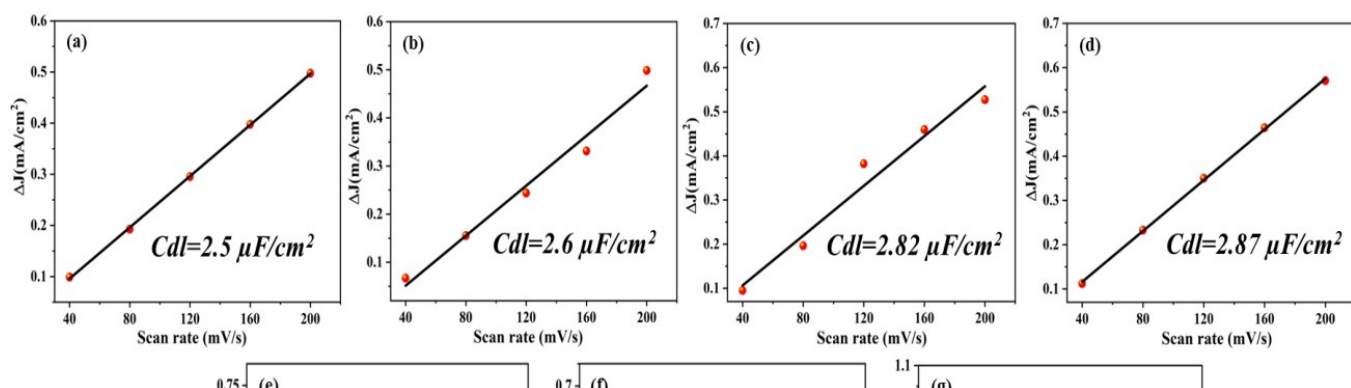 (a)
0.5
0.4
0.3
0.2
0.1
ΔJ(mA/cm²)
Cdl=2.5 μF/cm²
40 80 120 160 200
Scan rate (mV/s)
0.6
(b)
0.5
0.4
0.3
0.2
0.1
ΔJ(mA/cm²)
Cdl=2.6 μF/cm²
40 80 120 160 200
Scan rate (mV/s)
0.7
(c)
0.6
0.5
0.4
0.3
0.2
0.1
ΔJ(mA/cm²)
Cdl=2.82 μF/cm²
40 80 120 160 200
Scan rate (mV/s)
0.7
(d)
0.6
0.5
0.4
0.3
0.2
0.1
ΔJ(mA/cm²)
Cdl=2.87 μF/cm²
40 80 120 160 200
Scan rate (mV/s)
0.75
(e)
0.7
(f)
1.1
(g)